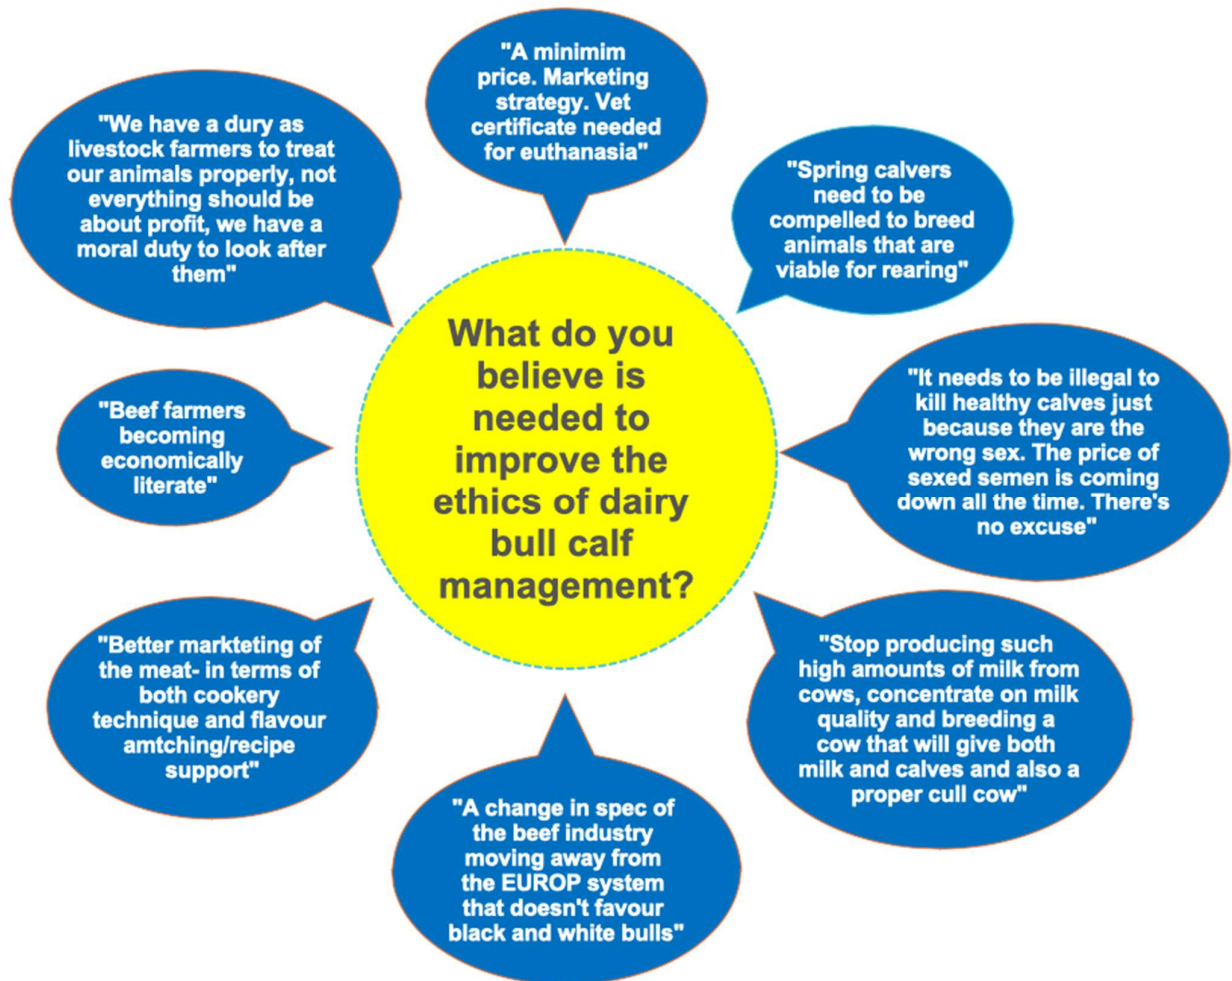 What do you
believe is
needed to
improve the
ethics of dairy
bull calf
management?
"A minimim
price. Marketing
strategy. Vet
certificate needed
for euthanasia"
"Spring calvers
need to be
compelled to breed
animals that are
viable for rearing"
"It needs to be illegal to
kill healthy calves just
because they are the
wrong sex. The price of
sexed semen is coming
down all the time. There's
no excuse"
"Stop producing such
high amounts of milk from
cows, concentrate on milk
quality and breeding a
cow that will give both
milk and calves and also a
proper cull cow"
"A change in spec of
the beef industry
moving away from
the EUROP system
that doesn't favour
black and white bulls"
"Better markteting of
the meat- in terms of
both cookery
technique and flavour
amtching/recipe
support"
"Beef farmers
becoming
economically
literate"
"We have a dury as
livestock farmers to treat
our animals properly, not
everything should be
about profit, we have a
moral duty to look after
them"